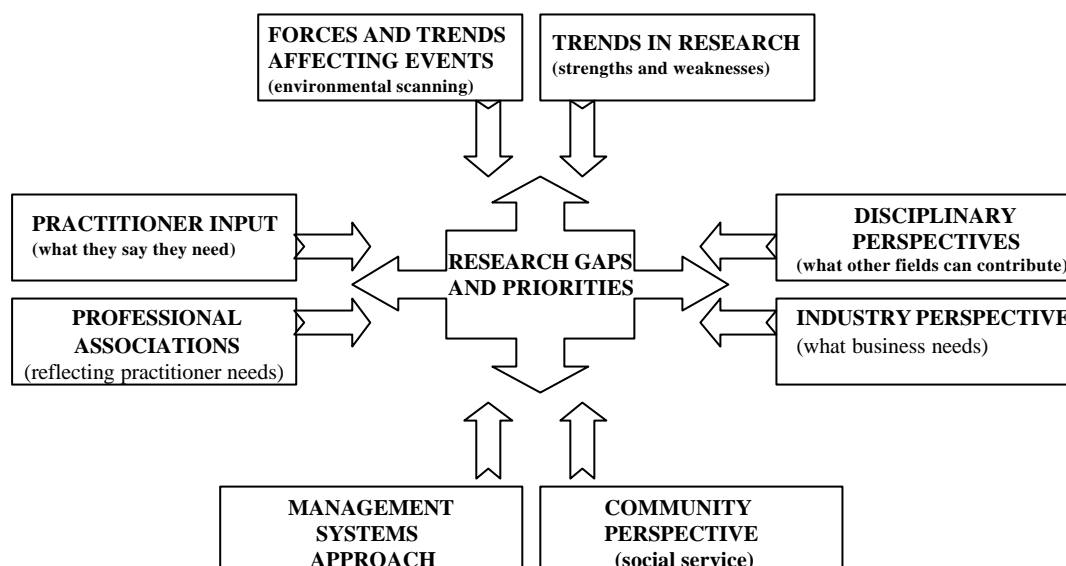 FORCES AND TRENDS
AFFECTING EVENTS
(environmental scanning)
TRENDS IN RESEARCH
(strengths and weaknesses)
PRACTITIONER INPUT
(what they say they need)
DISCIPLINARY
PERSPECTIVES
(what other fields can contribute)
RESEARCH GAPS
AND PRIORITIES
PROFESSIONAL
ASSOCIATIONS
(reflecting practitioner needs)
INDUSTRY PERSPECTIVE
(what business needs)
MANAGEMENT
SYSTEMS
APPROACH
COMMUNITY
PERSPECTIVE
(social service)